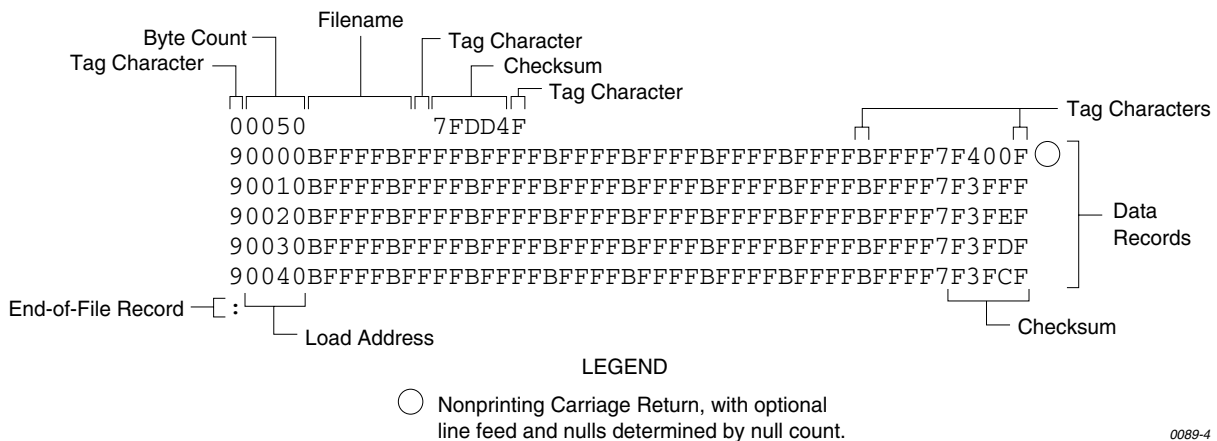 Filename
Byte Count
Tag Character
Tag Character
Checksum
Tag Character
Tag Characters
00050 7FDD4F
90000BFFFFBFFFFBFFFFBFFFFBFFFFBFFFFBFFFFBFFFF7F400F
90010BFFFFBFFFFBFFFFBFFFFBFFFFBFFFFBFFFFBFFFF7F3FFF
90020BFFFFBFFFFBFFFFBFFFFBFFFFBFFFFBFFFFBFFFF7F3FEF
90030BFFFFBFFFFBFFFFBFFFFBFFFFBFFFFBFFFFBFFFF7F3FDF
90040BFFFFBFFFFBFFFFBFFFFBFFFFBFFFFBFFFFBFFFF7F3FCF
Data
Records
End-of-File Record :
Load Address
Checksum
LEGEND
Nonprinting Carriage Return, with optional
line feed and nulls determined by null count.
0089-4